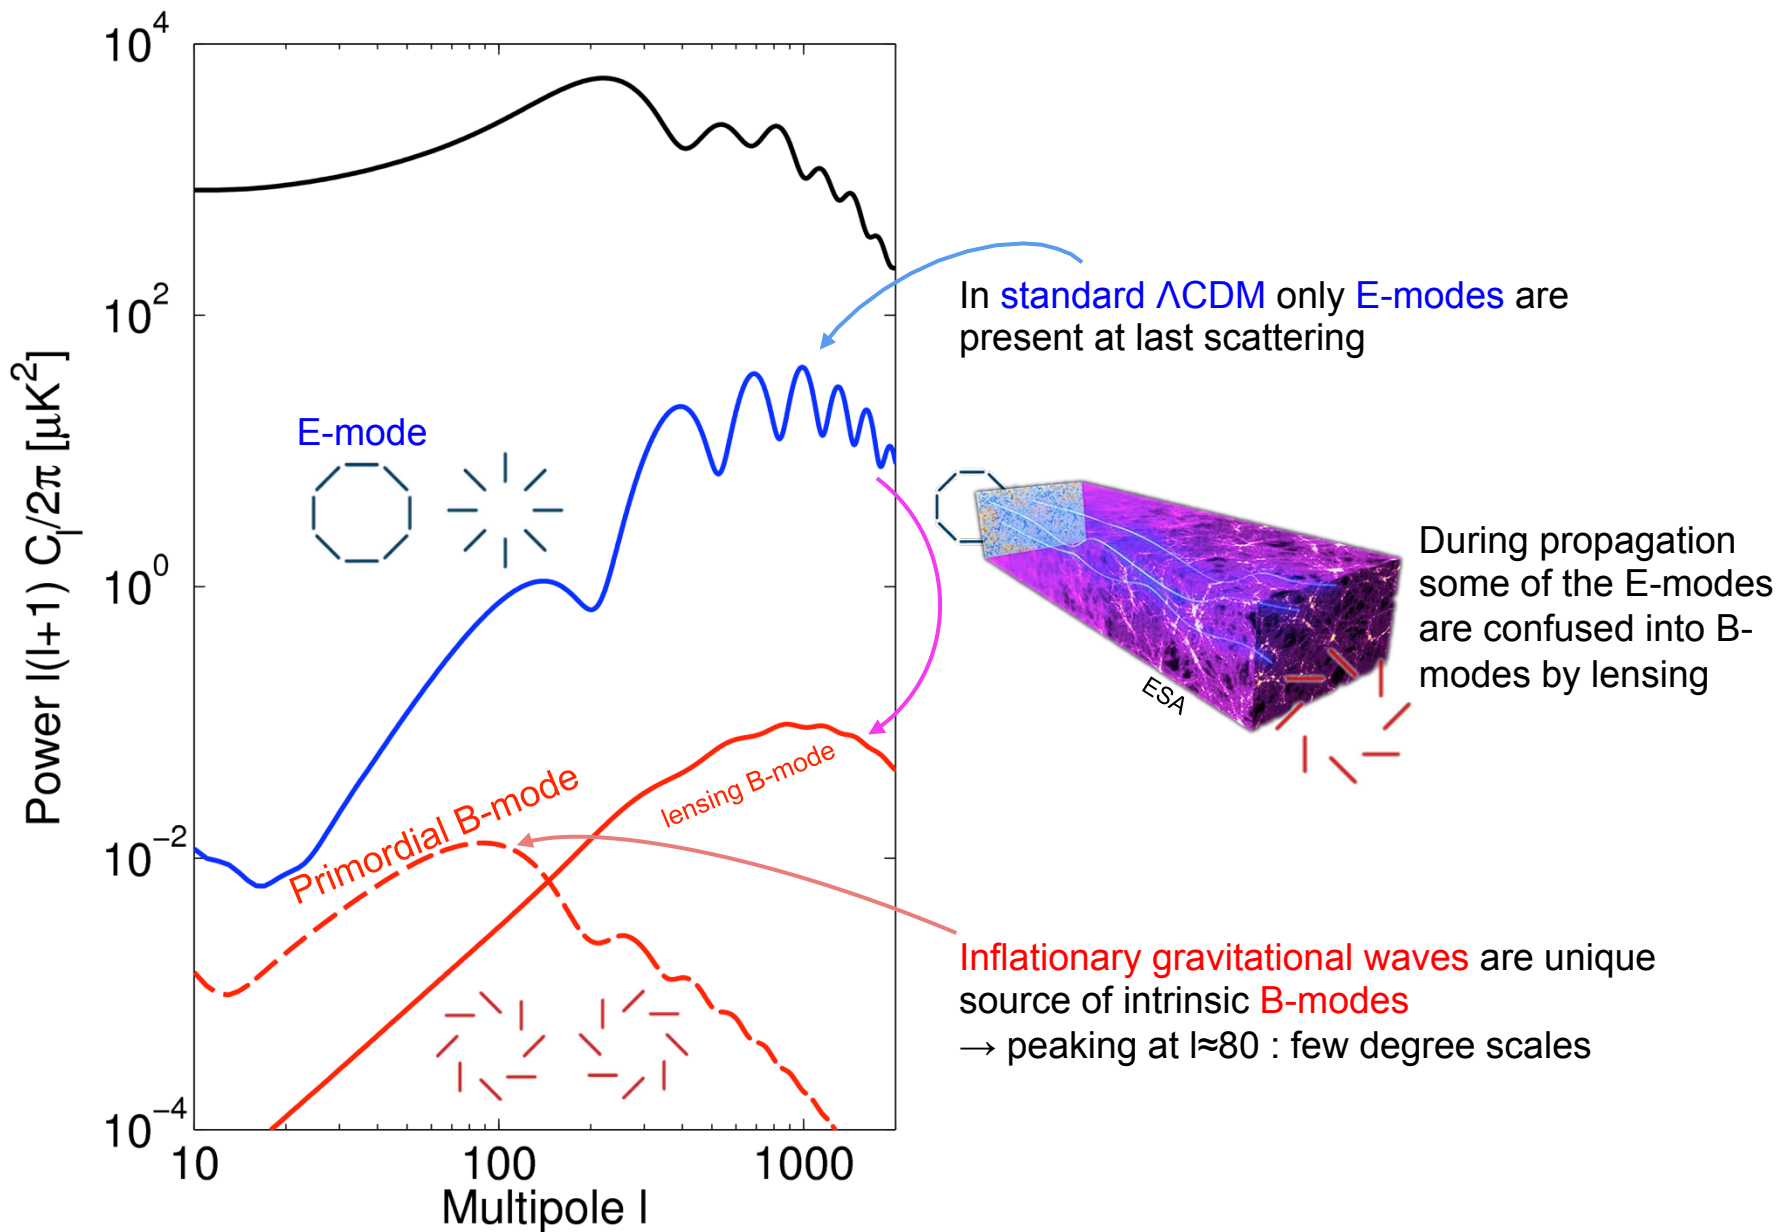 10^4
10^2
10^0
10^-2
10^-4
Power l(l+1) C_l/2π [μK^2]
10
100
1000
Multipole l
E-mode
Primordial B-mode
lensing B-mode
In standard ΛCDM only E-modes are
present at last scattering
ESA
During propagation
some of the E-modes
are confused into B-
modes by lensing
Inflationary gravitational waves are unique
source of intrinsic B-modes
→ peaking at l≈80 : few degree scales